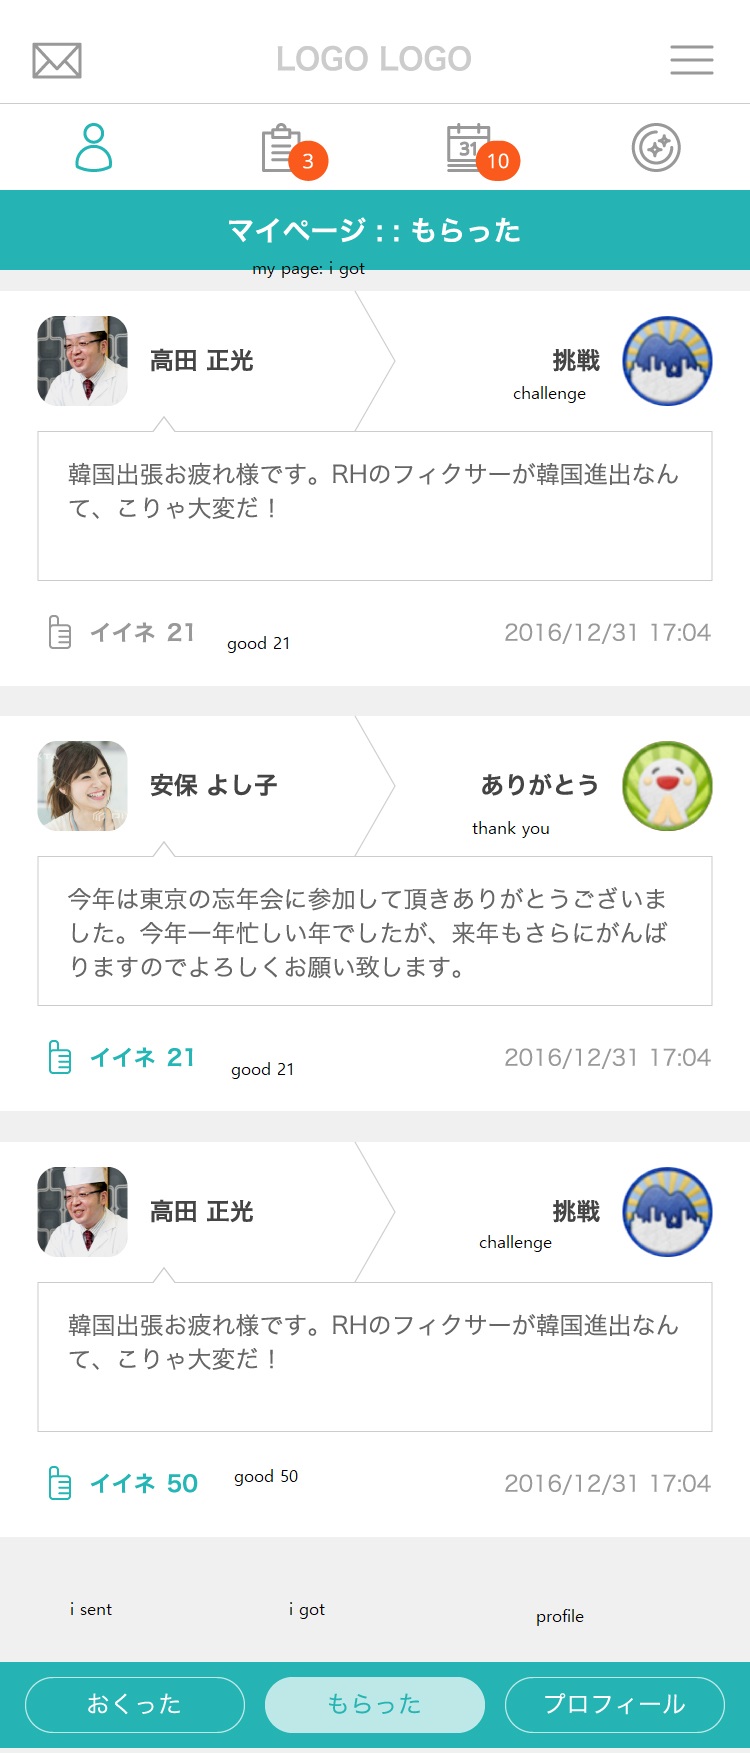 LOGO LOGO
3
31
10
マイページ : : もらった
my page: i got
高田 正光
挑戦
challenge
韓国出張お疲れ様です。RHのフィクサーが韓国進出なん
て、こりゃ大変だ！
イイネ 21
good 21
2016/12/31 17:04
安保 よし子
ありがとう
thank you
今年は東京の忘年会に参加して頂きありがとうございま
した。今年一年忙しい年でしたが、来年もさらにがんば
りますのでよろしくお願い致します。
イイネ 21
good 21
2016/12/31 17:04
高田 正光
挑戦
challenge
韓国出張お疲れ様です。RHのフィクサーが韓国進出なん
て、こりゃ大変だ！
イイネ 50
good 50
2016/12/31 17:04
i sent
i got
profile
おくった
もらった
プロフィール